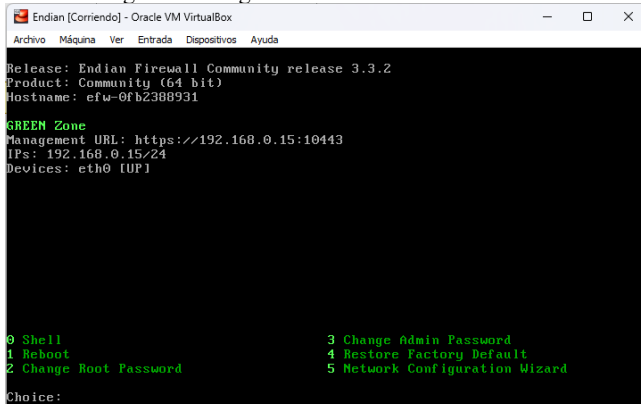 Endian [Corriendo] - Oracle VM VirtualBox
Archivo Máquina Ver Entrada Dispositivos Ayuda
Release: Endian Firewall Community release 3.3.2
Product: Community (64 bit)
Hostname: efw-0fb2388931
GREEN Zone
Management URL: https://192.168.0.15:10443
IPs: 192.168.0.15/24
Devices: eth0 [UP]
0 Shell 3 Change Admin Password
1 Reboot 4 Restore Factory Default
2 Change Root Password 5 Network Configuration Wizard
Choice: